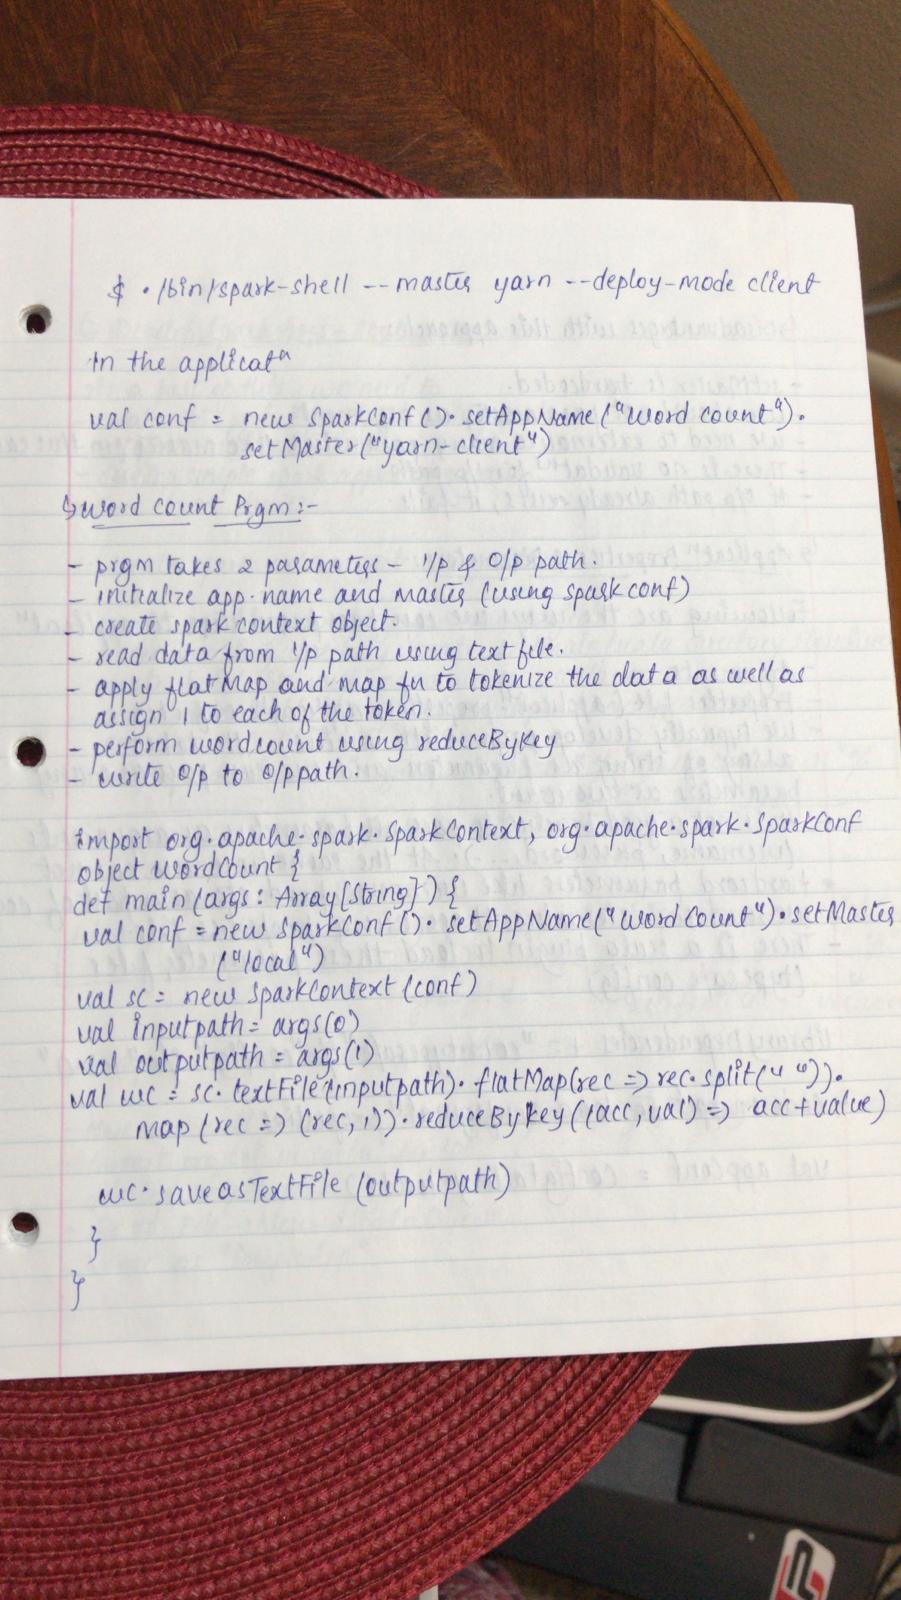 $ ./bin/spark-shell --master yarn --deploy-mode client
In the applicatn
val conf = new SparkConf().setAppName("Word count").
setMaster("yarn-client")
↳ Word Count Prgm :-
- prgm takes 2 parameters - i/p & o/p path.
- initialize app.name and master (using spark conf)
- create spark context object.
- read data from i/p path using textfile.
- apply flatMap and map fn to tokenize the data as well as
assign 1 to each of the token.
- perform wordcount using reduceByKey
- write o/p to o/p path.
import org.apache.spark.SparkContext, org.apache.spark.SparkConf
object wordCount {
def main (args: Array[String]) {
val conf = new SparkConf().setAppName("Word Count").setMaster
("local")
val sc = new SparkContext (conf)
val inputpath = args(0)
val outputpath = args(1)
val wc = sc.textFile(inputpath).flatMap(rec => rec.split(" ")).
map (rec => (rec,1)).reduceByKey((acc,val) => acc+value)
wc.saveasTextFile (outputpath)
}
}